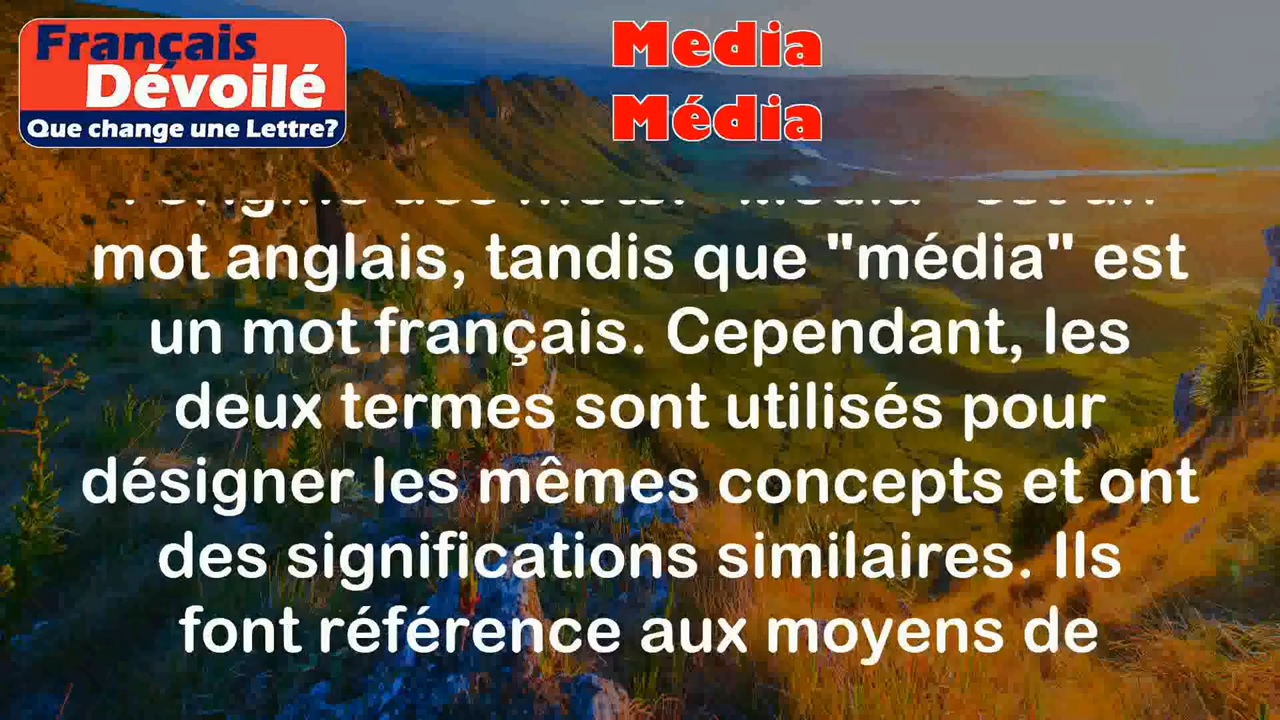 Français
Dévoilé
Que change une Lettre?
Media
Média
mot anglais, tandis que "média" est
un mot français. Cependant, les
deux termes sont utilisés pour
désigner les mêmes concepts et ont
des significations similaires. Ils
font référence aux moyens de